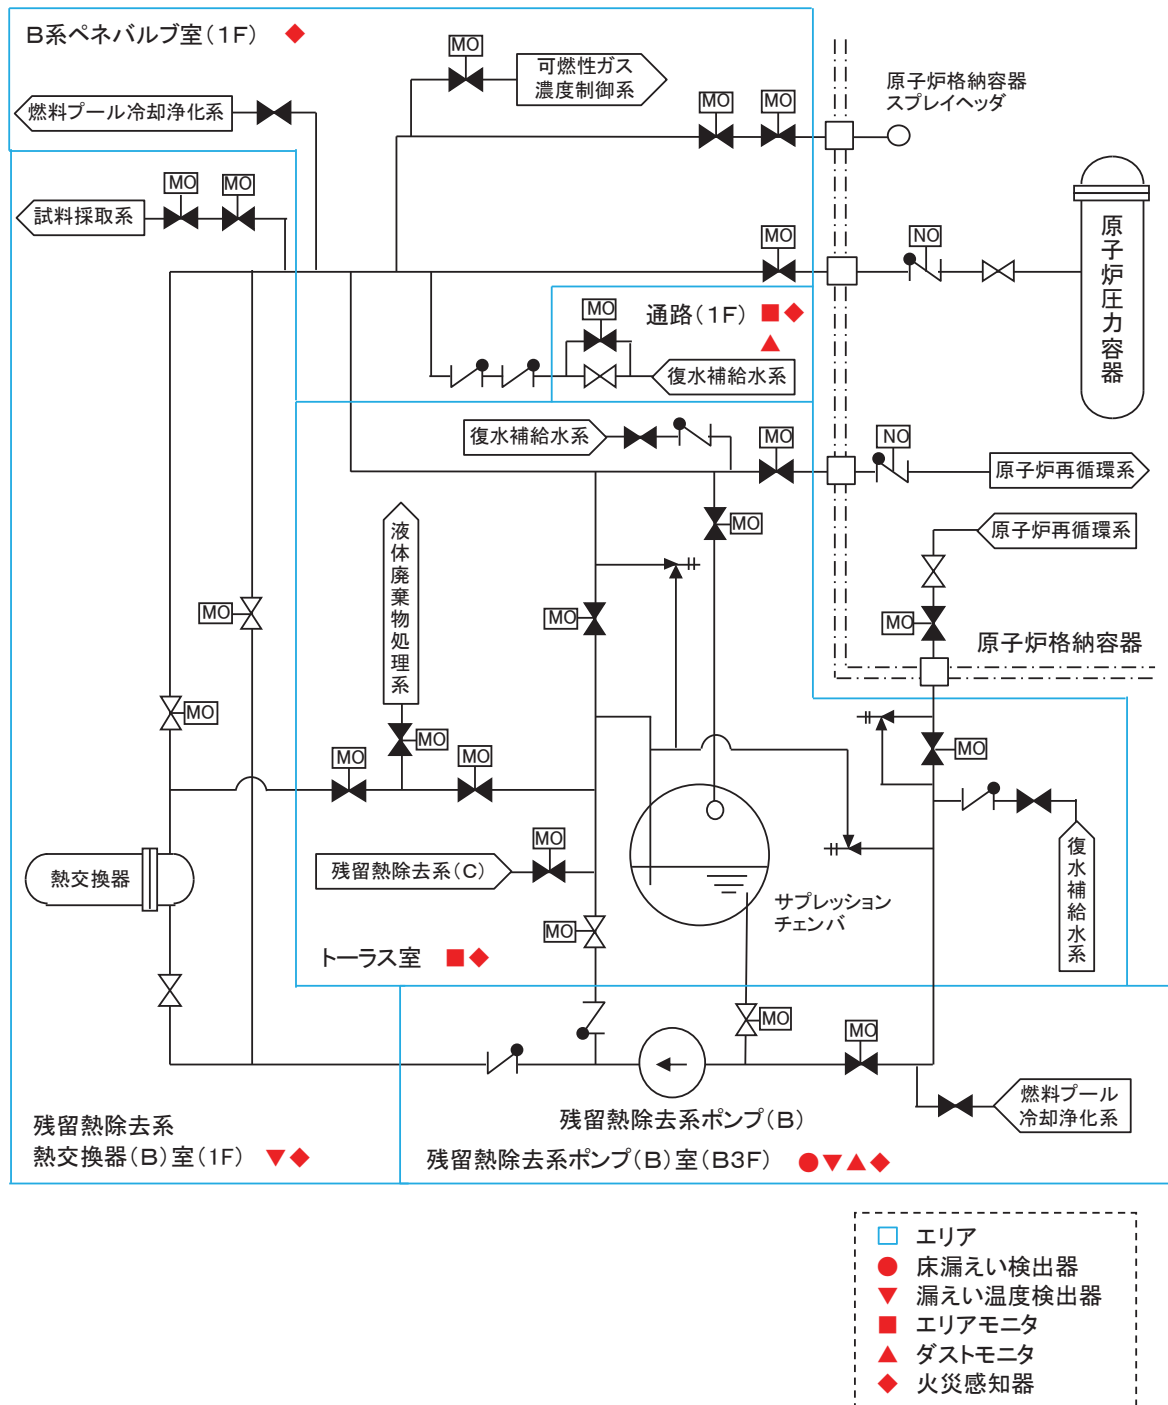 B系ペネバルブ室(1F)
MO
可燃性ガス
濃度制御系
原子炉格納容器
スプレイヘッダ
燃料プール冷却浄化系
MO
MO
MO
MO
試料採取系
MO
NO
原子炉圧力容器
通路(1F)
MO
復水補給水系
復水補給水系
MO
NO
原子炉再循環系
液体廃棄物処理系
MO
原子炉再循環系
MO
MO
MO
原子炉格納容器
MO
MO
MO
MO
MO
熱交換器
残留熱除去系(C)
MO
復水補給水系
サプレッション
チェンバ
トーラス室
MO
MO
MO
残留熱除去系ポンプ(B)
燃料プール
冷却浄化系
残留熱除去系
熱交換器(B)室(1F)
残留熱除去系ポンプ(B)室(B3F)
エリア
床漏えい検出器
漏えい温度検出器
エリアモニタ
ダストモニタ
火災感知器